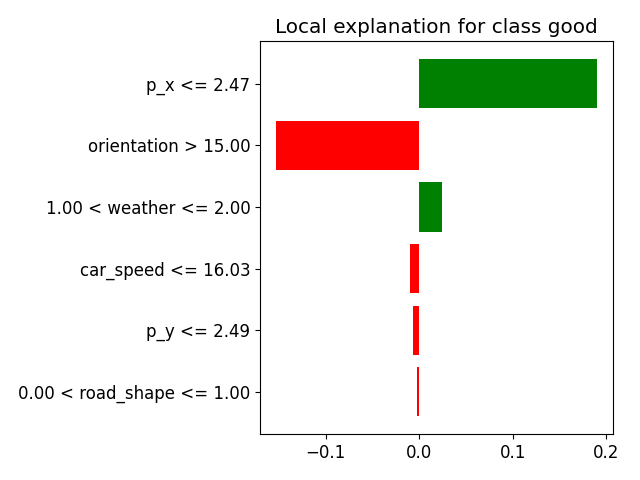 Local explanation for class good
p_x <= 2.47
orientation > 15.00
1.00 < weather <= 2.00
car_speed <= 16.03
p_y <= 2.49
0.00 < road_shape <= 1.00
−0.1 0.0 0.1 0.2